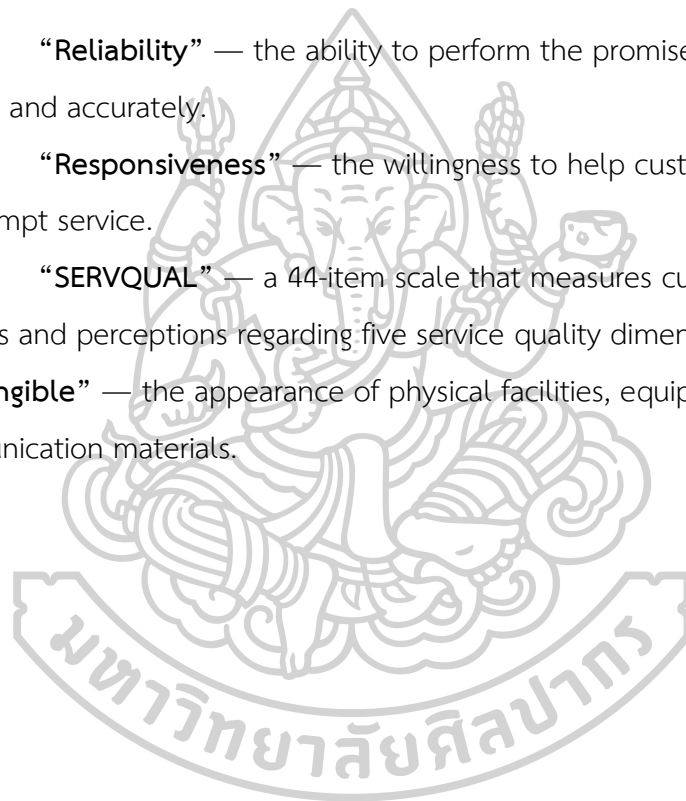 “Reliability” — the ability to perform the promise
and accurately.
“Responsiveness” — the willingness to help cust
mpt service.
“SERVQUAL” — a 44-item scale that measures cu
s and perceptions regarding five service quality dimen
ngible” — the appearance of physical facilities, equip
unication materials.
มหาวิทยาลัยศิลปากร